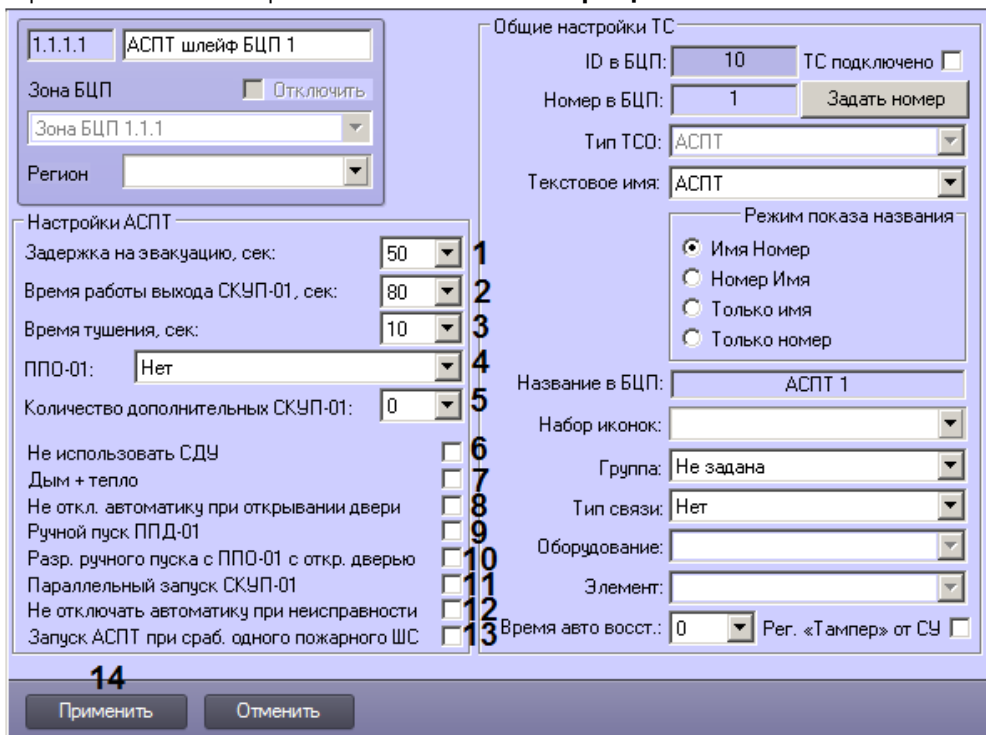 1.1.1.1 АСПТ шлейф БЦП 1
Зона БЦП Отключить
Зона БЦП 1.1.1
Регион
Настройки АСПТ
Задержка на эвакуацию, сек: 50 1
Время работы выхода СКУП-01, сек: 80 2
Время тушения, сек: 10 3
ППО-01: Нет 4
Количество дополнительных СКУП-01: 0 5
Не использовать СДУ 6
Дым + тепло 7
Не откл. автоматику при открывании двери 8
Ручной пуск ППД-01 9
Разр. ручного пуска с ППО-01 с откр. дверью 10
Параллельный запуск СКУП-01 11
Не отключать автоматику при неисправности 12
Запуск АСПТ при сраб. одного пожарного ШС 13
Общие настройки ТС
ID в БЦП: 10 ТС подключено
Номер в БЦП: 1 Задать номер
Тип ТСО: АСПТ
Текстовое имя: АСПТ
Режим показа названия
Имя Номер
Номер Имя
Только имя
Только номер
Название в БЦП: АСПТ 1
Набор иконок:
Группа: Не задана
Тип связи: Нет
Оборудование:
Элемент:
Время авто восст.: 0 Рег. «Тампер» от СУ
14
Применить Отменить